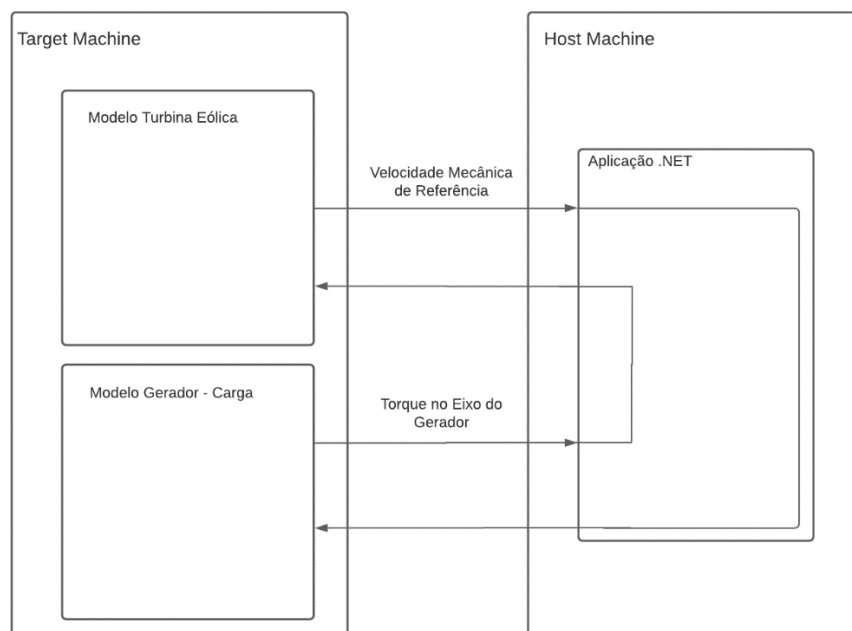 Target Machine
Host Machine
Modelo Turbina Eólica
Aplicação .NET
Velocidade Mecânica
de Referência
Modelo Gerador - Carga
Torque no Eixo do
Gerador